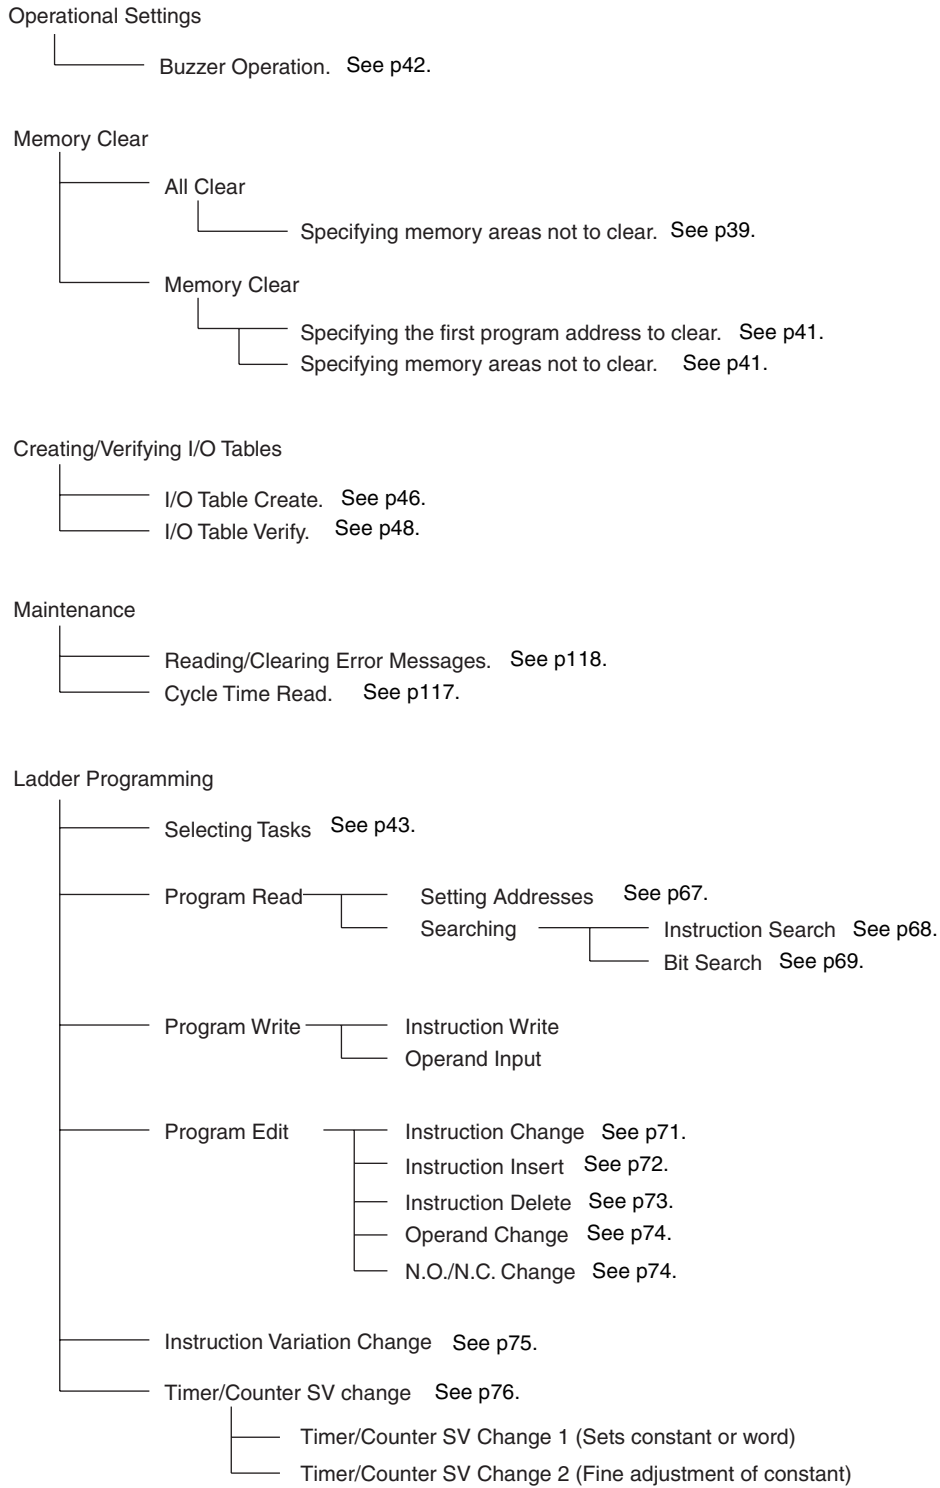 Operational Settings
Buzzer Operation. See p42.
Memory Clear
All Clear
Specifying memory areas not to clear. See p39.
Memory Clear
Specifying the first program address to clear. See p41.
Specifying memory areas not to clear. See p41.
Creating/Verifying I/O Tables
I/O Table Create. See p46.
I/O Table Verify. See p48.
Maintenance
Reading/Clearing Error Messages. See p118.
Cycle Time Read. See p117.
Ladder Programming
Selecting Tasks See p43.
Program Read Setting Addresses See p67.
Searching Instruction Search See p68.
Bit Search See p69.
Program Write Instruction Write
Operand Input
Program Edit Instruction Change See p71.
Instruction Insert See p72.
Instruction Delete See p73.
Operand Change See p74.
N.O./N.C. Change See p74.
Instruction Variation Change See p75.
Timer/Counter SV change See p76.
Timer/Counter SV Change 1 (Sets constant or word)
Timer/Counter SV Change 2 (Fine adjustment of constant)